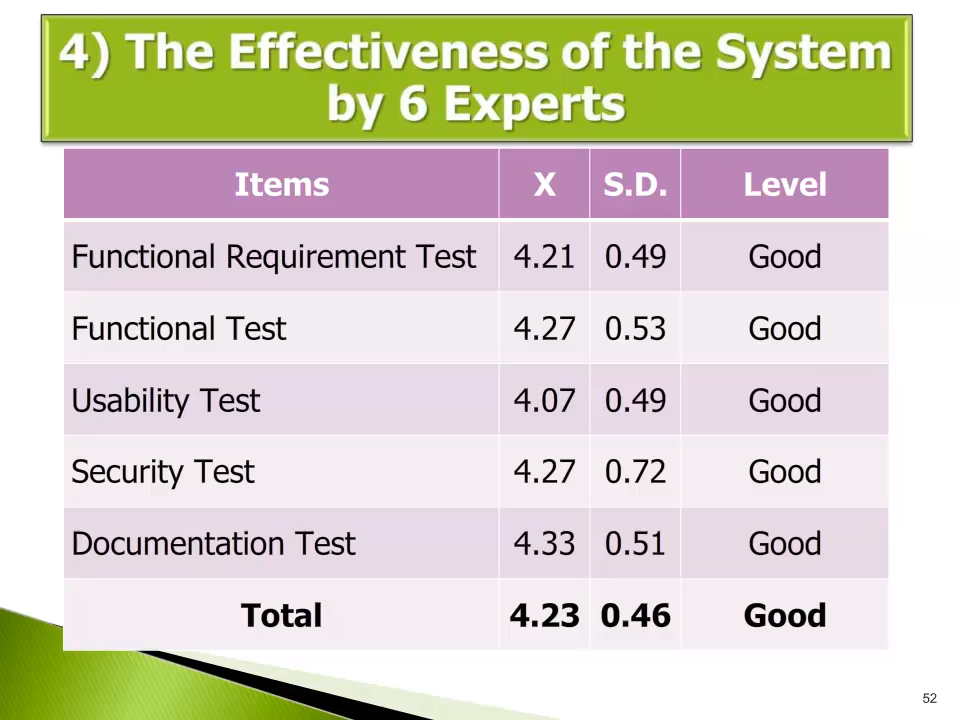 4) The Effectiveness of the System
by 6 Experts
Items X S.D. Level
Functional Requirement Test 4.21 0.49 Good
Functional Test 4.27 0.53 Good
Usability Test 4.07 0.49 Good
Security Test 4.27 0.72 Good
Documentation Test 4.33 0.51 Good
Total 4.23 0.46 Good
52